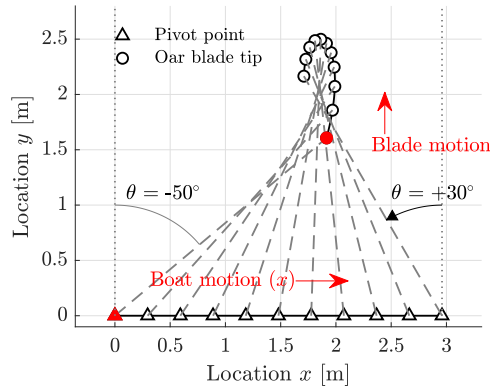 2.5
2
1.5
1
0.5
0
0
0.5
1
1.5
2
2.5
3
Location y [m]
Location x [m]
Pivot point
Oar blade tip
Blade motion
θ = -50°
θ = +30°
Boat motion (x)